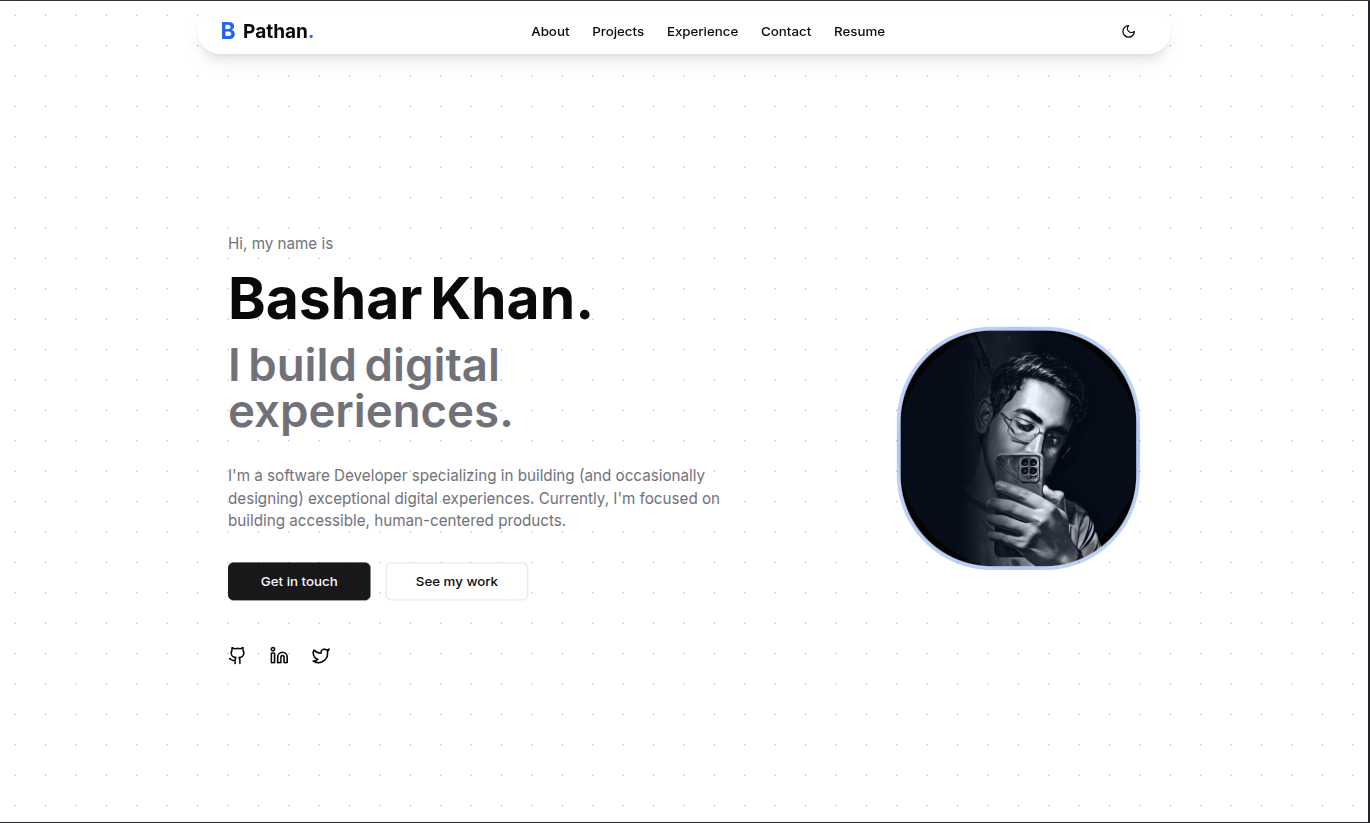 B Pathan.
About Projects Experience Contact Resume
Hi, my name is
Bashar Khan.
I build digital
experiences.
I'm a software Developer specializing in building (and occasionally
designing) exceptional digital experiences. Currently, I'm focused on
building accessible, human-centered products.
Get in touch See my work